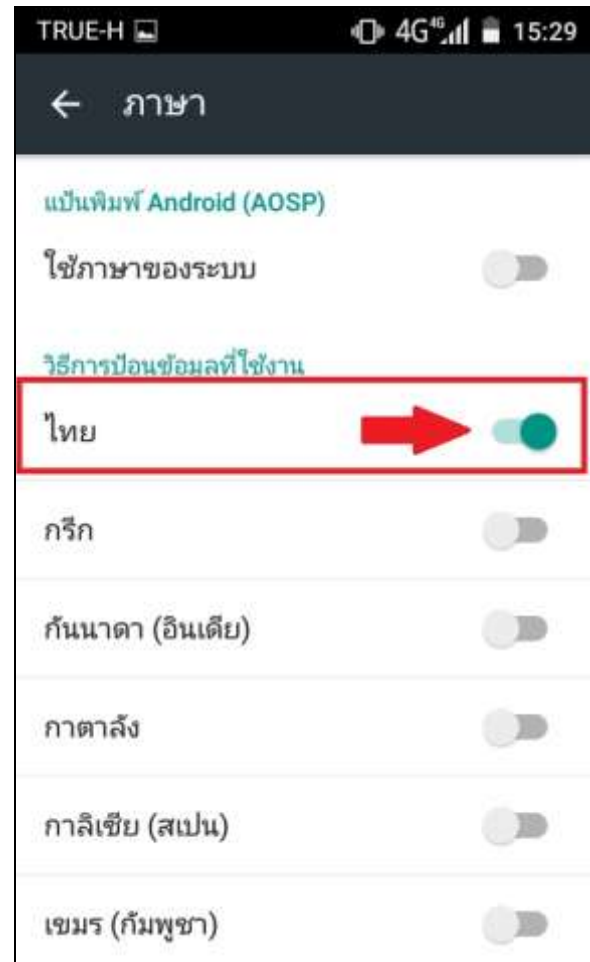 TRUE-H 4G 4G 15:29
ภาษา
แป้นพิมพ์ Android (AOSP)
ใช้ภาษาของระบบ
วิธีการป้อนข้อมูลที่ใช้งาน
ไทย
กรีก
กันนาดา (อินเดีย)
กาตาลัง
กาลิเชีย (สเปน)
เขมร (กัมพูชา)